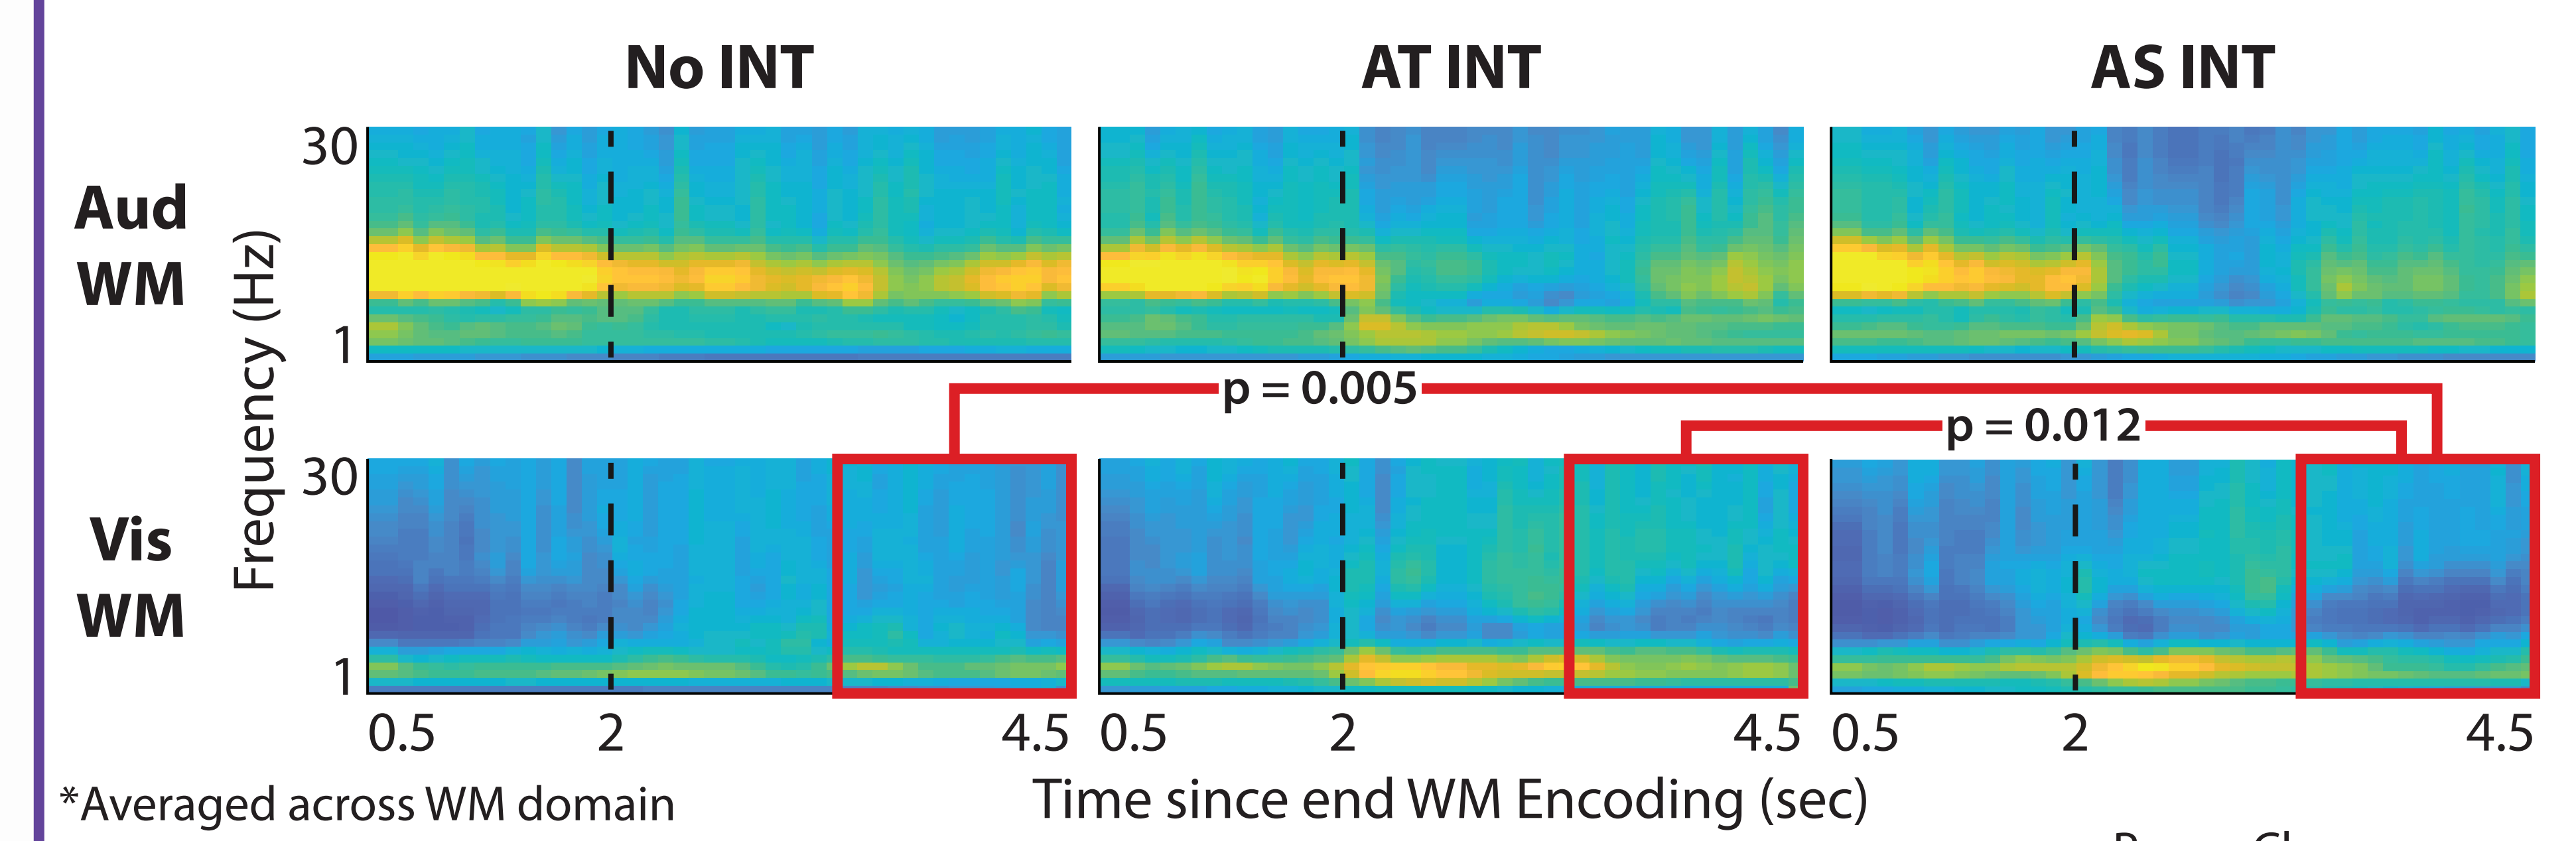 No INT
AT INT
AS INT
Aud
WM
Frequency (Hz)
30
1
p = 0.005
p = 0.012
Vis
WM
30
1
0.5 2 4.5
0.5 2 4.5
0.5 2 4.5
*Averaged across WM domain
Time since end WM Encoding (sec)